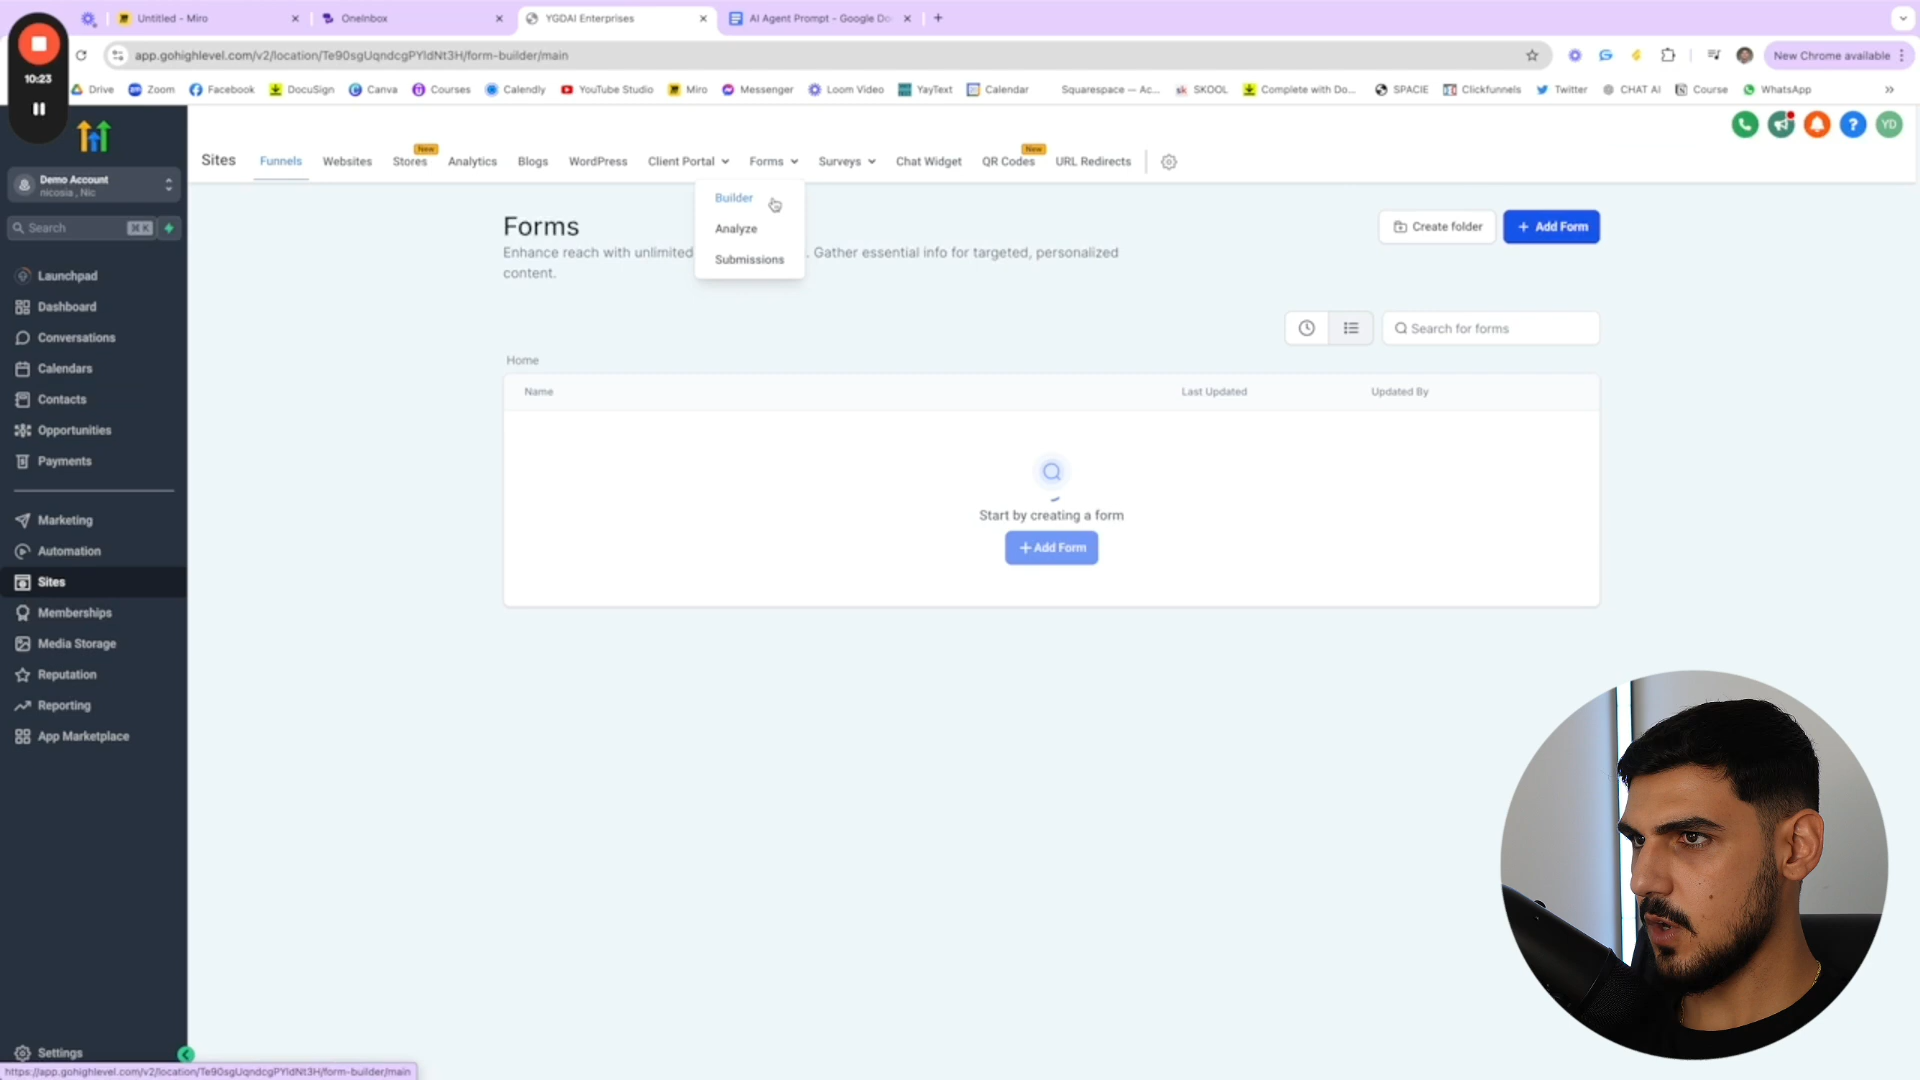 Untitled - Miro
OneInbox
YGDAI Enterprises
AI Agent Prompt - Google Do
10:23
app.gohighlevel.com/v2/location/Te90sgUqndcgPYldNt3H/form-builder/main
New Chrome available
Drive
Zoom
Facebook
DocuSign
Canva
Courses
Calendly
YouTube Studio
Miro
Messenger
Loom Video
YayText
Calendar
Squarespace — Ac...
SKOOL
Complete with Do...
SPACIE
Clickfunnels
Twitter
CHAT AI
Course
WhatsApp
YD
Sites
Funnels
Websites
New
Stores
Analytics
Blogs
WordPress
Client Portal
Forms
Surveys
Chat Widget
New
QR Codes
URL Redirects
Demo Account
nicosia , Nic
Search
⌘K
Launchpad
Dashboard
Conversations
Calendars
Contacts
Opportunities
Payments
Marketing
Automation
Sites
Memberships
Media Storage
Reputation
Reporting
App Marketplace
Settings
Builder
Analyze
Submissions
Forms
Enhance reach with unlimited . Gather essential info for targeted, personalized
content.
Create folder
+ Add Form
Search for forms
Home
Name
Last Updated
Updated By
Start by creating a form
+ Add Form
https://app.gohighlevel.com/v2/location/Te90sgUqndcgPYldNt3H/form-builder/main